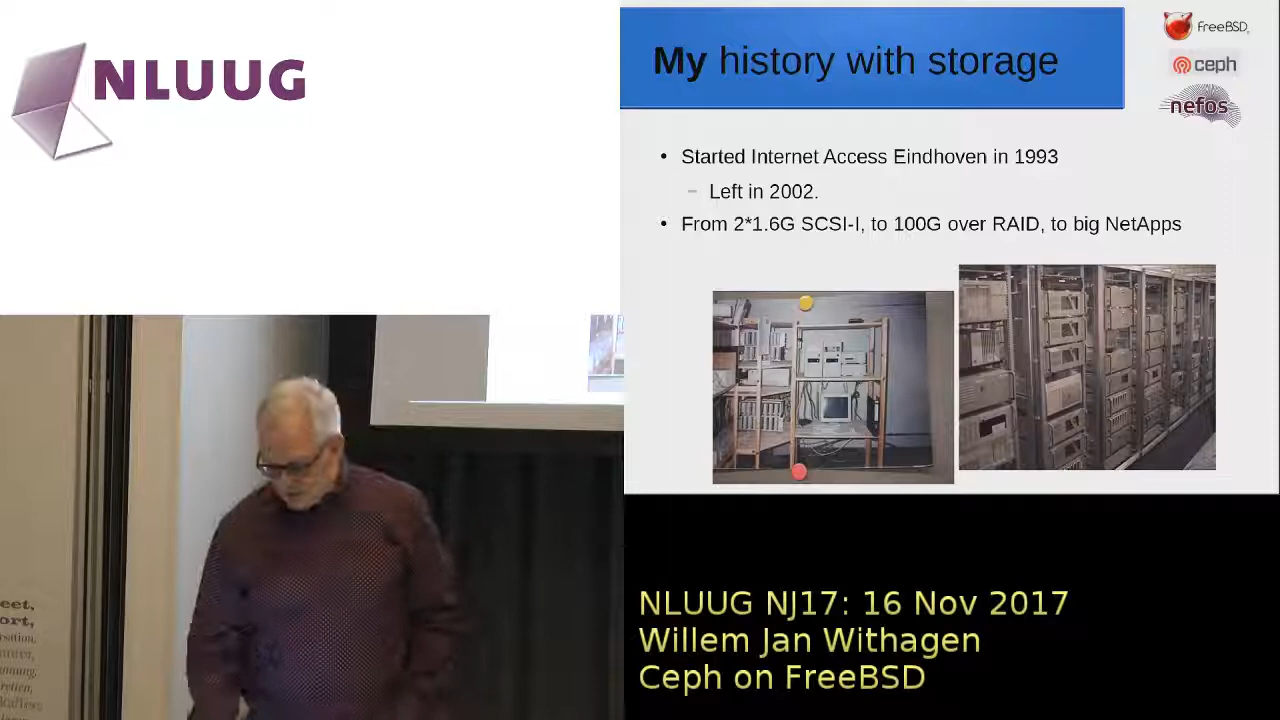 NLUUG
My history with storage
FreeBSD
ceph
nefos
• Started Internet Access Eindhoven in 1993
– Left in 2002.
• From 2*1.6G SCSI-I, to 100G over RAID, to big NetApps
NLUUG NJ17: 16 Nov 2017
Willem Jan Withagen
Ceph on FreeBSD